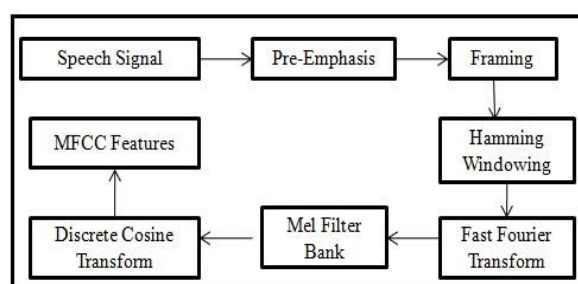 Speech Signal
Pre-Emphasis
Framing
Hamming
Windowing
Fast Fourier
Transform
Mel Filter
Bank
Discrete Cosine
Transform
MFCC Features